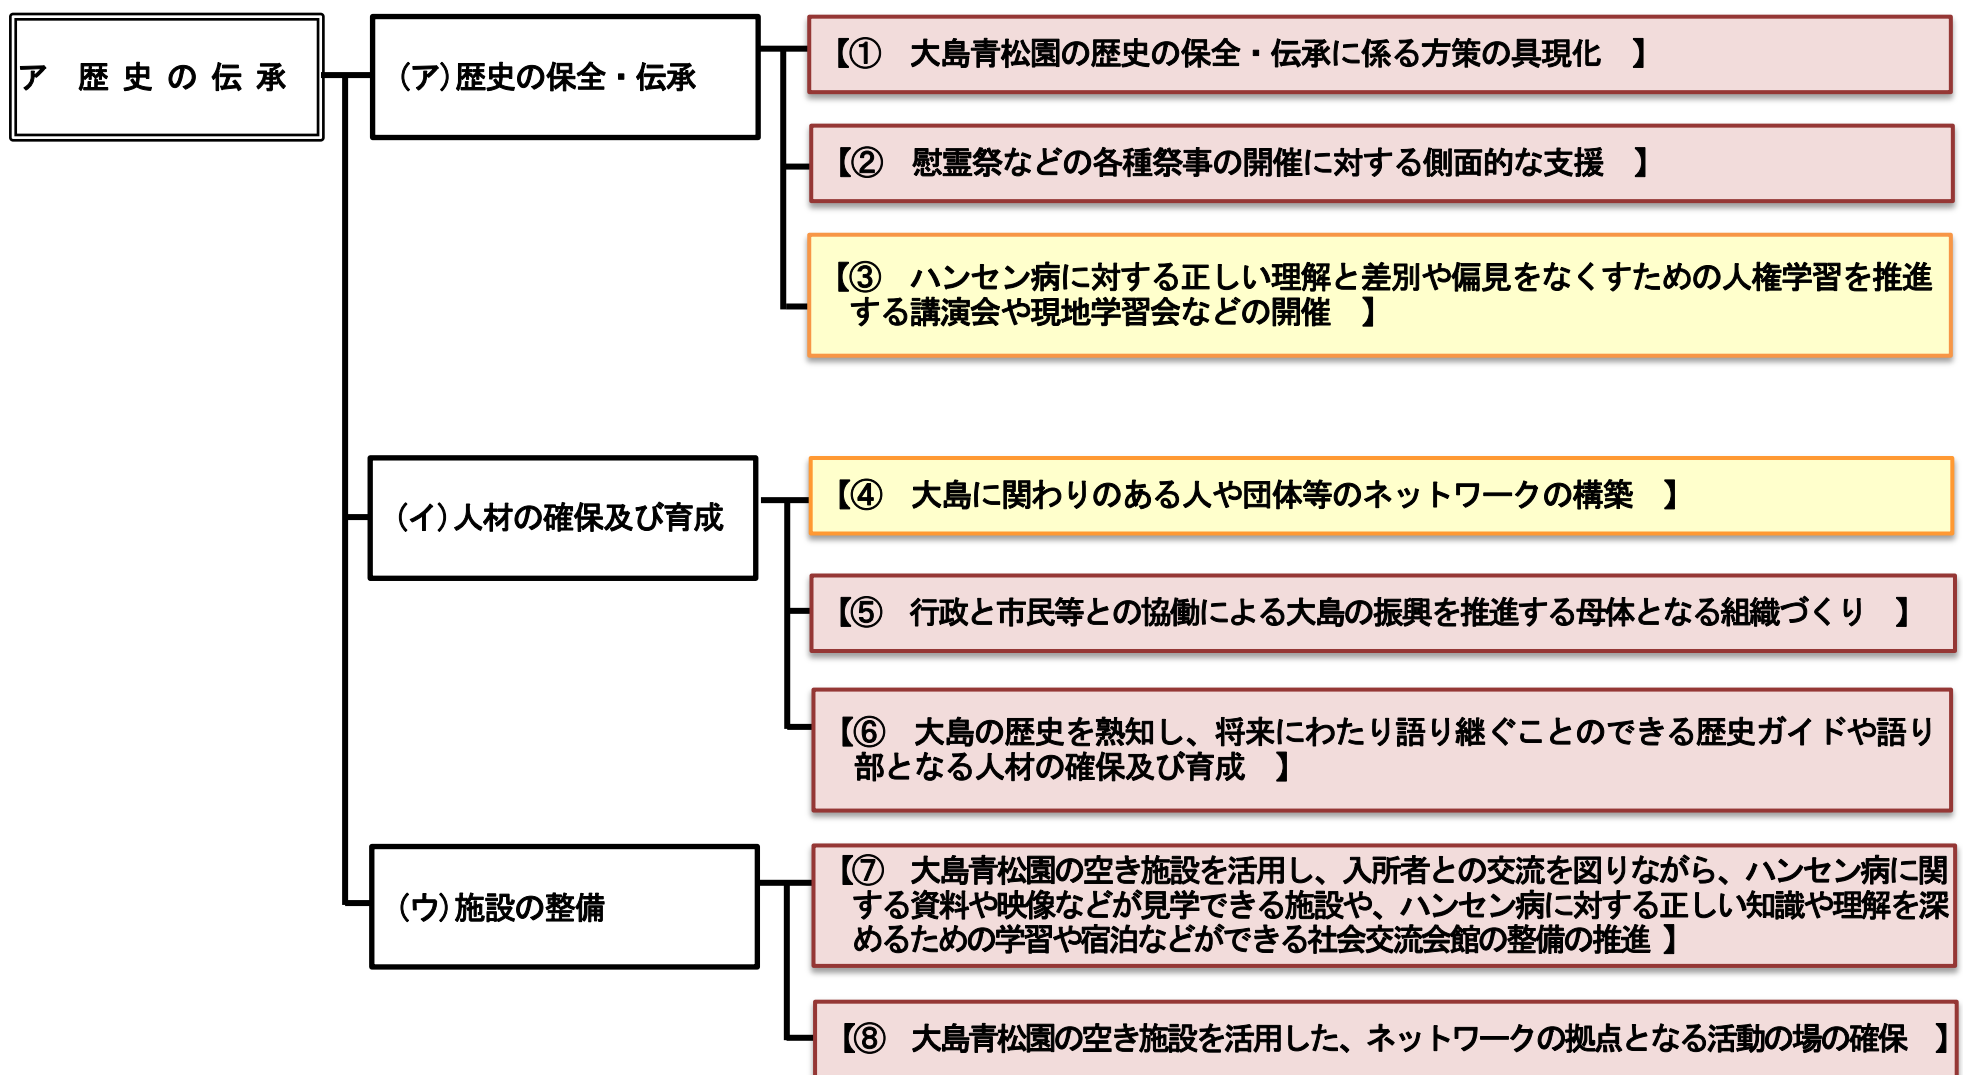 ア　歴 史 の 伝 承
（ア）歴史の保全・伝承
【①　大島青松園の歴史の保全・伝承に係る方策の具現化　】
【②　慰霊祭などの各種祭事の開催に対する側面的な支援　】
【③　ハンセン病に対する正しい理解と差別や偏見をなくすための人権学習を推進
する講演会や現地学習会などの開催　】
（イ）人材の確保及び育成
【④　大島に関わりのある人や団体等のネットワークの構築　】
【⑤　行政と市民等との協働による大島の振興を推進する母体となる組織づくり　】
【⑥　大島の歴史を熟知し、将来にわたり語り継ぐことのできる歴史ガイドや語り
部となる人材の確保及び育成　】
（ウ）施設の整備
【⑦　大島青松園の空き施設を活用し、入所者との交流を図りながら、ハンセン病に関
する資料や映像などが見学できる施設や、ハンセン病に対する正しい知識や理解を深
めるための学習や宿泊などができる社会交流会館の整備の推進 】
【⑧　大島青松園の空き施設を活用した、ネットワークの拠点となる活動の場の確保　】